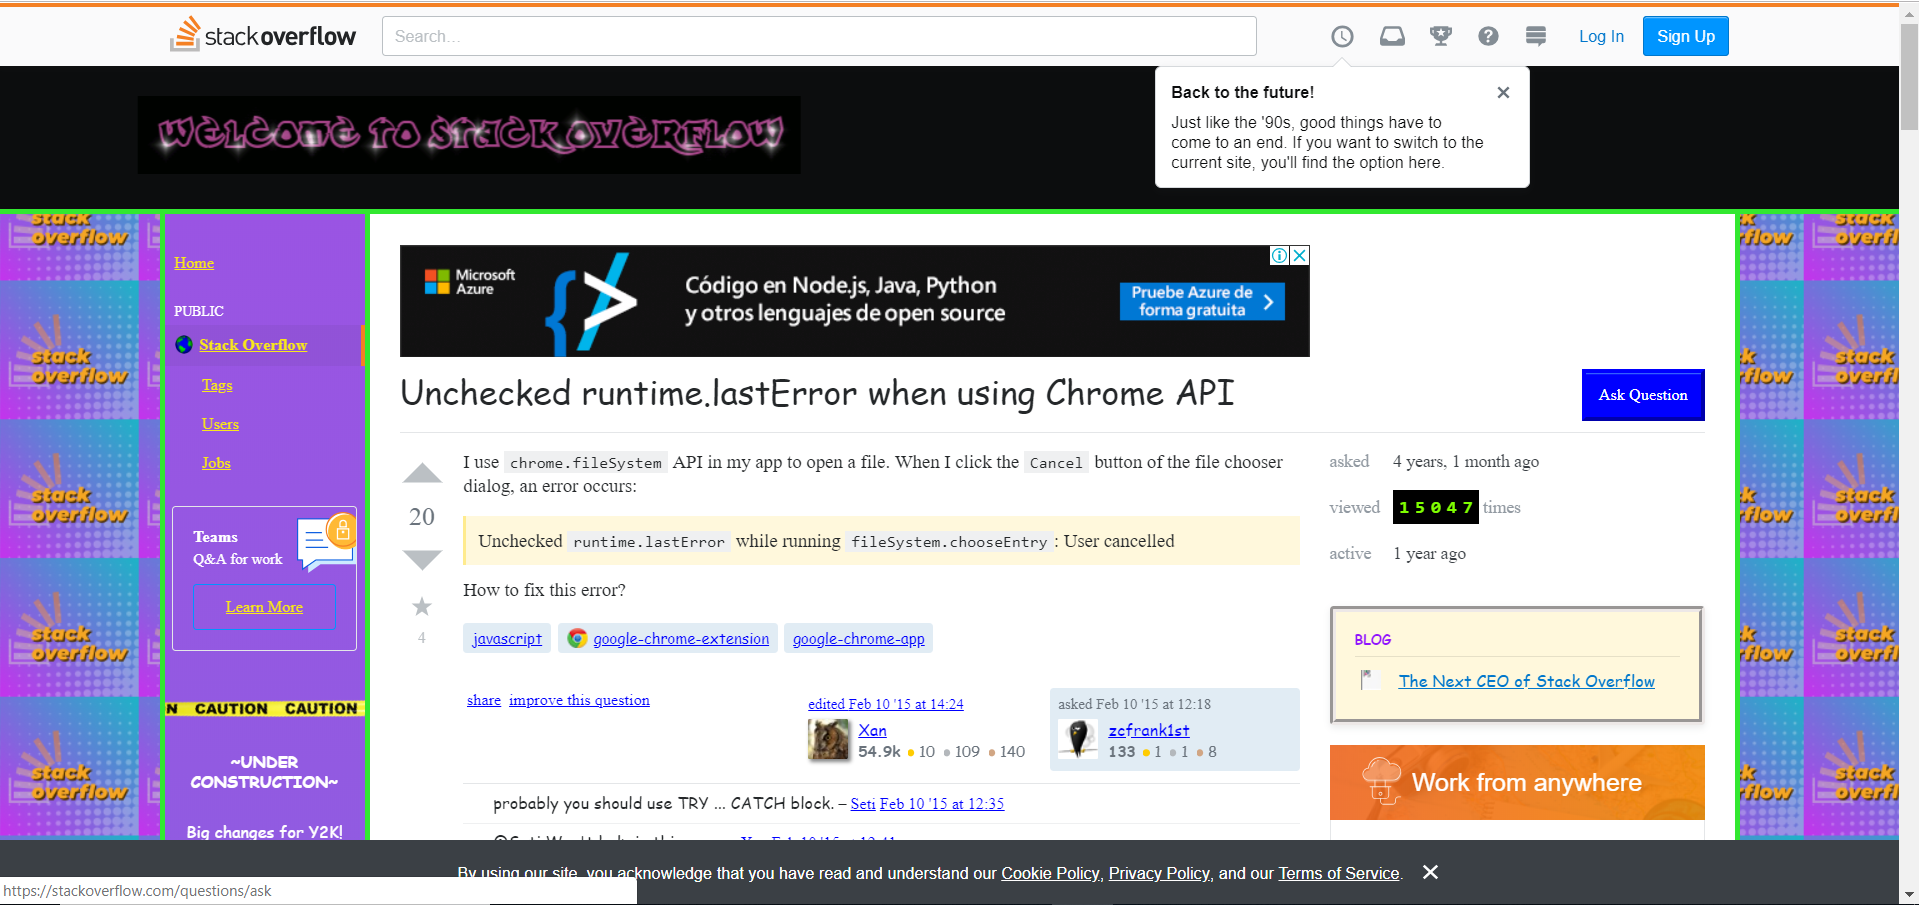 stackoverflow
Search...
Log In
Sign Up
WELCOME TO STACK OVERFLOW
Back to the future!
Just like the '90s, good things have to
come to an end. If you want to switch to the
current site, you'll find the option here.
stack
overflow
Home
PUBLIC
Stack Overflow
Tags
Users
Jobs
Teams
Q&A for work
Learn More
CAUTION CAUTION
~UNDER
CONSTRUCTION~
Big changes for Y2K!
Microsoft
Azure
Código en Node.js, Java, Python
y otros lenguajes de open source
Pruebe Azure de
forma gratuita
Unchecked runtime.lastError when using Chrome API
Ask Question
20
4
I use chrome.fileSystem API in my app to open a file. When I click the Cancel button of the file chooser
dialog, an error occurs:
Unchecked runtime.lastError while running fileSystem.chooseEntry: User cancelled
How to fix this error?
javascript google-chrome-extension google-chrome-app
share improve this question
edited Feb 10 '15 at 14:24
Xan
54.9k 10 109 140
asked Feb 10 '15 at 12:18
zcfrank1st
133 1 1 8
probably you should use TRY ... CATCH block. – Seti Feb 10 '15 at 12:35
asked 4 years, 1 month ago
viewed 15047 times
active 1 year ago
BLOG
The Next CEO of Stack Overflow
Work from anywhere
By using our site, you acknowledge that you have read and understand our Cookie Policy, Privacy Policy, and our Terms of Service.
https://stackoverflow.com/questions/ask